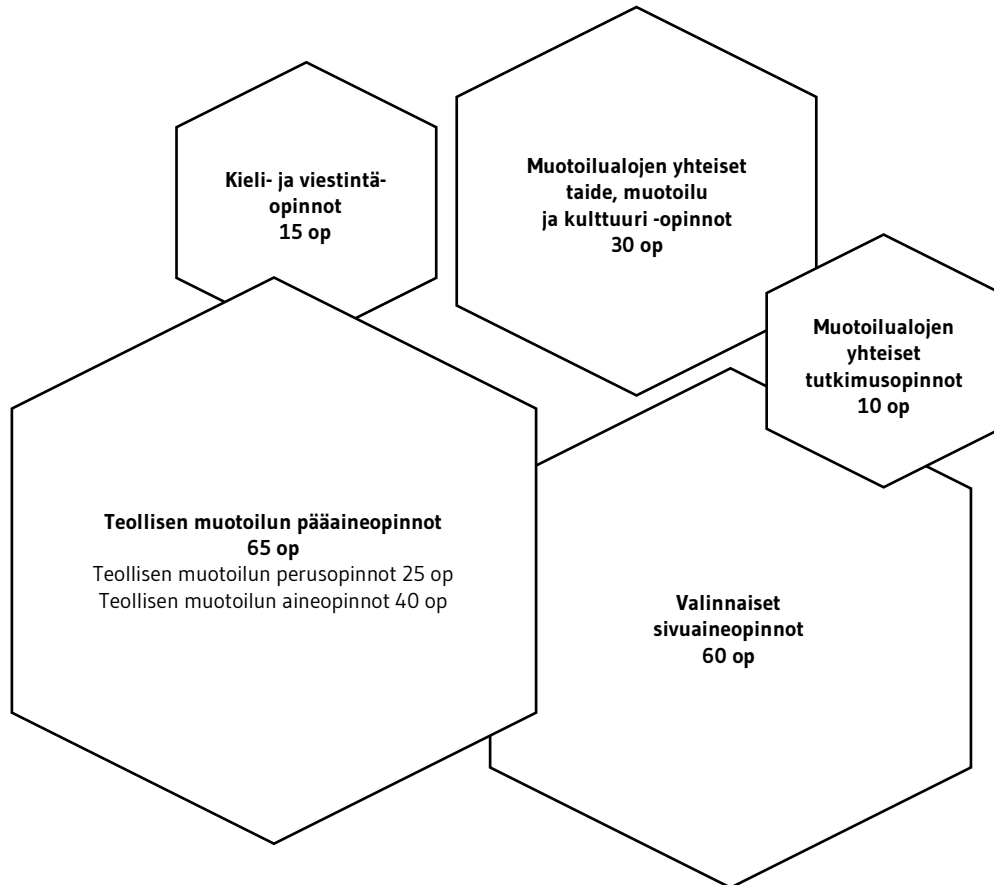 Kieli- ja viestintä-
opinnot
15 op
Muotoilualojen yhteiset
taide, muotoilu
ja kulttuuri -opinnot
30 op
Muotoilualojen
yhteiset
tutkimusopinnot
10 op
Teollisen muotoilun pääaineopinnot
65 op
Teollisen muotoilun perusopinnot 25 op
Teollisen muotoilun aineopinnot 40 op
Valinnaiset
sivuaineopinnot
60 op